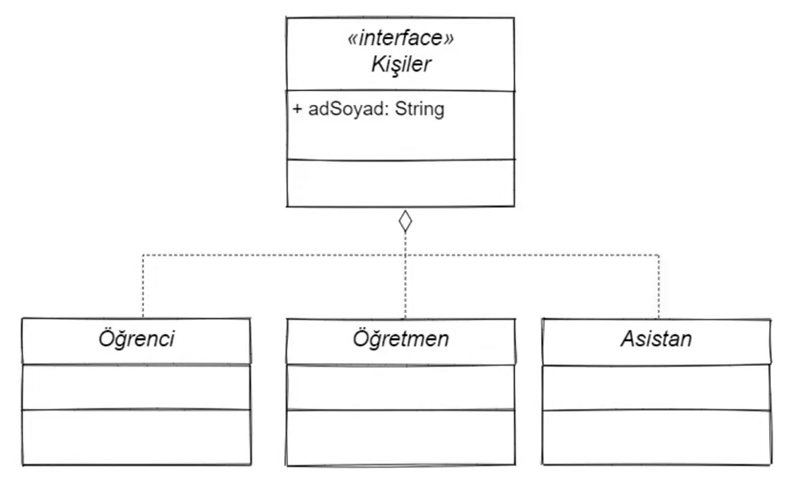 «interface»
Kişiler
+ adSoyad: String
Öğrenci
Öğretmen
Asistan